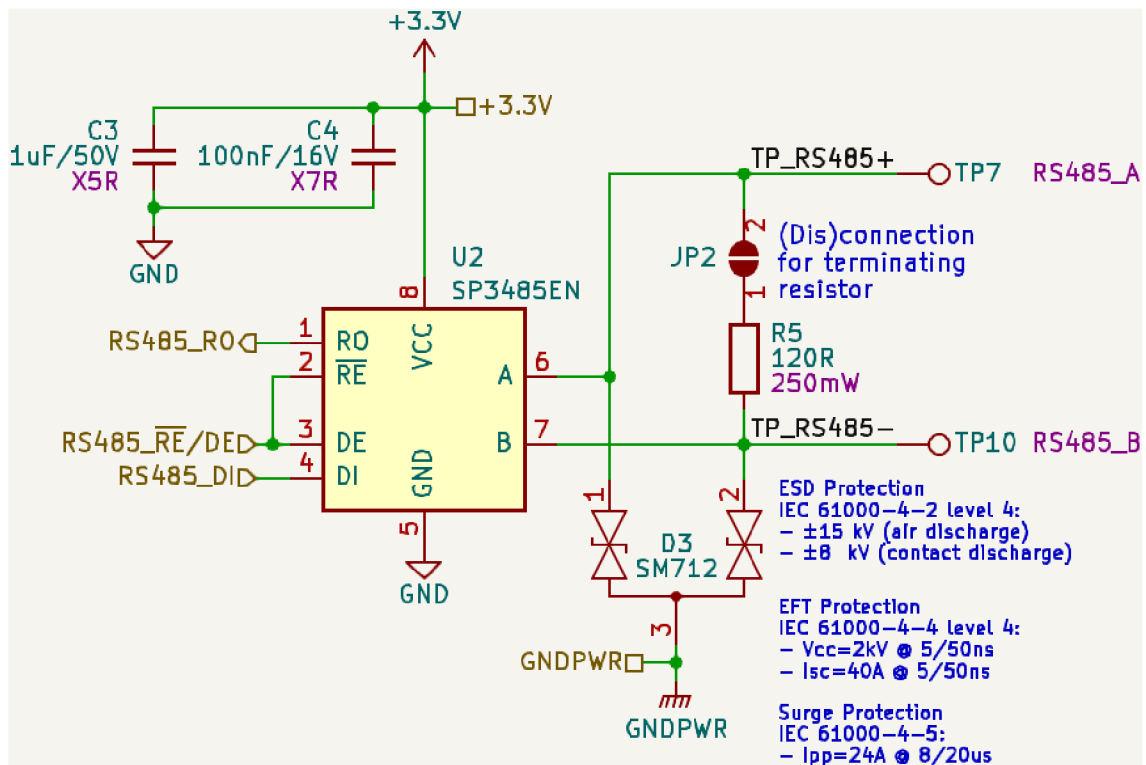 +3.3V
+3.3V
C3
1uF/50V
X5R
C4
100nF/16V
X7R
GND
TP_RS485+
TP7
RS485_A
2
JP2
1
(Dis)connection
for terminating
resistor
U2
SP3485EN
8
VCC
RS485_RO
1
RO
2
RE
A
6
R5
120R
250mW
RS485_RE/DE
3
DE
B
7
TP_RS485-
TP10
RS485_B
RS485_DI
4
DI
GND
5
GND
1
2
D3
SM712
3
GNDPWR
GNDPWR
ESD Protection
IEC 61000-4-2 level 4:
- ±15 kV (air discharge)
- ±8 kV (contact discharge)
EFT Protection
IEC 61000-4-4 level 4:
- Vcc=2kV @ 5/50ns
- Isc=40A @ 5/50ns
Surge Protection
IEC 61000-4-5:
- Ipp=24A @ 8/20us